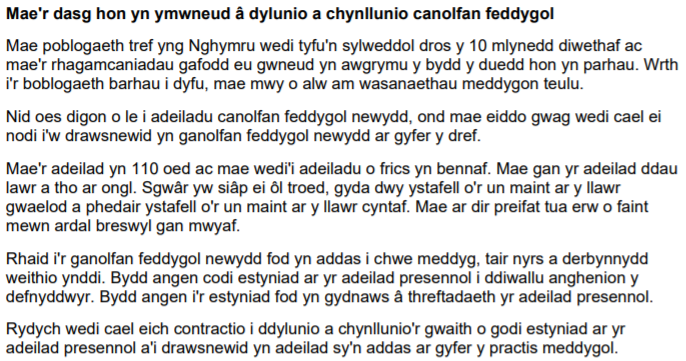 Mae'r dasg hon yn ymwneud â dylunio a chynllunio canolfan feddygol
Mae poblogaeth tref yng Nghymru wedi tyfu'n sylweddol dros y 10 mlynedd diwethaf ac
mae'r rhagamcaniadau gafodd eu gwneud yn awgrymu y bydd y duedd hon yn parhau. Wrth
i'r boblogaeth barhau i dyfu, mae mwy o alw am wasanaethau meddygon teulu.
Nid oes digon o le i adeiladu canolfan feddygol newydd, ond mae eiddo gwag wedi cael ei
nodi i'w drawsnewid yn ganolfan feddygol newydd ar gyfer y dref.
Mae'r adeilad yn 110 oed ac mae wedi'i adeiladu o frics yn bennaf. Mae gan yr adeilad ddau
lawr a tho ar ongl. Sgwâr yw siâp ei ôl troed, gyda dwy ystafell o'r un maint ar y llawr
gwaelod a phedair ystafell o'r un maint ar y llawr cyntaf. Mae ar dir preifat tua erw o faint
mewn ardal breswyl gan mwyaf.
Rhaid i'r ganolfan feddygol newydd fod yn addas i chwe meddyg, tair nyrs a derbynnydd
weithio ynddi. Bydd angen codi estyniad ar yr adeilad presennol i ddiwallu anghenion y
defnyddwyr. Bydd angen i'r estyniad fod yn gydnaws â threftadaeth yr adeilad presennol.
Rydych wedi cael eich contractio i ddylunio a chynllunio'r gwaith o godi estyniad ar yr
adeilad presennol a'i drawsnewid yn adeilad sy'n addas ar gyfer y practis meddygol.